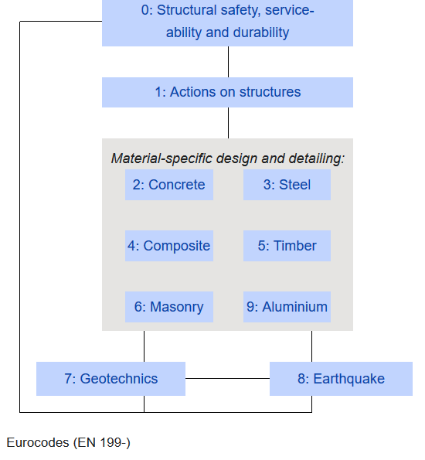 0: Structural safety, service-
ability and durability
1: Actions on structures
Material-specific design and detailing:
2: Concrete
3: Steel
4: Composite
5: Timber
6: Masonry
9: Aluminium
7: Geotechnics
8: Earthquake
Eurocodes (EN 199-)